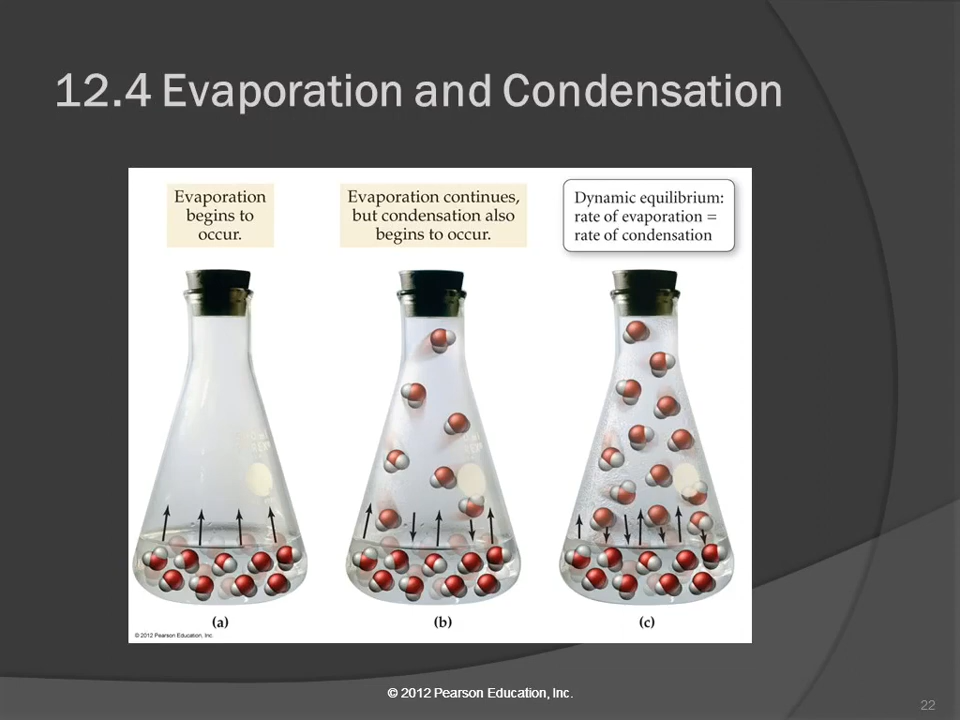 12.4 Evaporation and Condensation
Evaporation
begins to
occur.
Evaporation continues,
but condensation also
begins to occur.
Dynamic equilibrium:
rate of evaporation =
rate of condensation
(a)
(b)
(c)
© 2012 Pearson Education, Inc.
© 2012 Pearson Education, Inc.
22